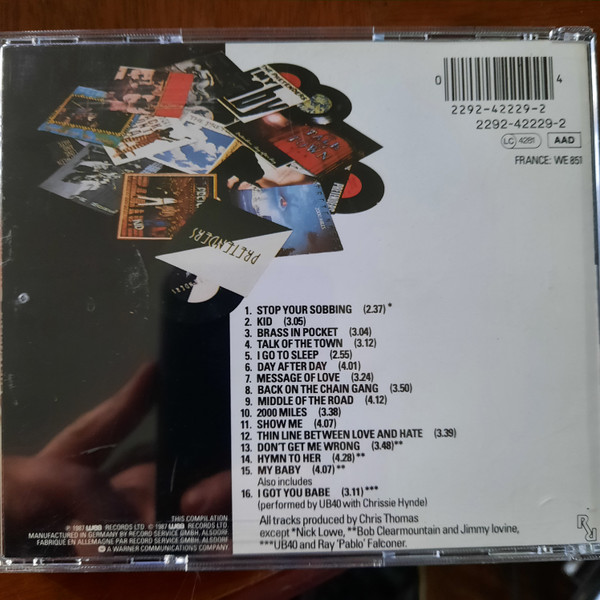 0 4
2292-42229-2
2292-42229-2
LC 4281 AAD
FRANCE: WE 851
PRETENDERS
1. STOP YOUR SOBBING (2.37) *
2. KID (3.05)
3. BRASS IN POCKET (3.04)
4. TALK OF THE TOWN (3.12)
5. I GO TO SLEEP (2.55)
6. DAY AFTER DAY (4.01)
7. MESSAGE OF LOVE (3.24)
8. BACK ON THE CHAIN GANG (3.50)
9. MIDDLE OF THE ROAD (4.12)
10. 2000 MILES (3.38)
11. SHOW ME (4.07)
12. THIN LINE BETWEEN LOVE AND HATE (3.39)
13. DON'T GET ME WRONG (3.48)**
14. HYMN TO HER (4.28)**
15. MY BABY (4.07)**
Also includes
16. I GOT YOU BABE (3.11)***
(performed by UB40 with Chrissie Hynde)
All tracks produced by Chris Thomas
except *Nick Lowe, **Bob Clearmountain and Jimmy Iovine,
***UB40 and Ray 'Pablo' Falconer.
THIS COMPILATION
℗ 1987 wea RECORDS LTD. © 1987 wea RECORDS LTD.
MANUFACTURED IN GERMANY BY RECORD SERVICE GMBH, ALSDORF
FABRIQUÉ EN ALLEMAGNE PAR RECORD SERVICE GMBH, ALSDORF
A WARNER COMMUNICATIONS COMPANY.